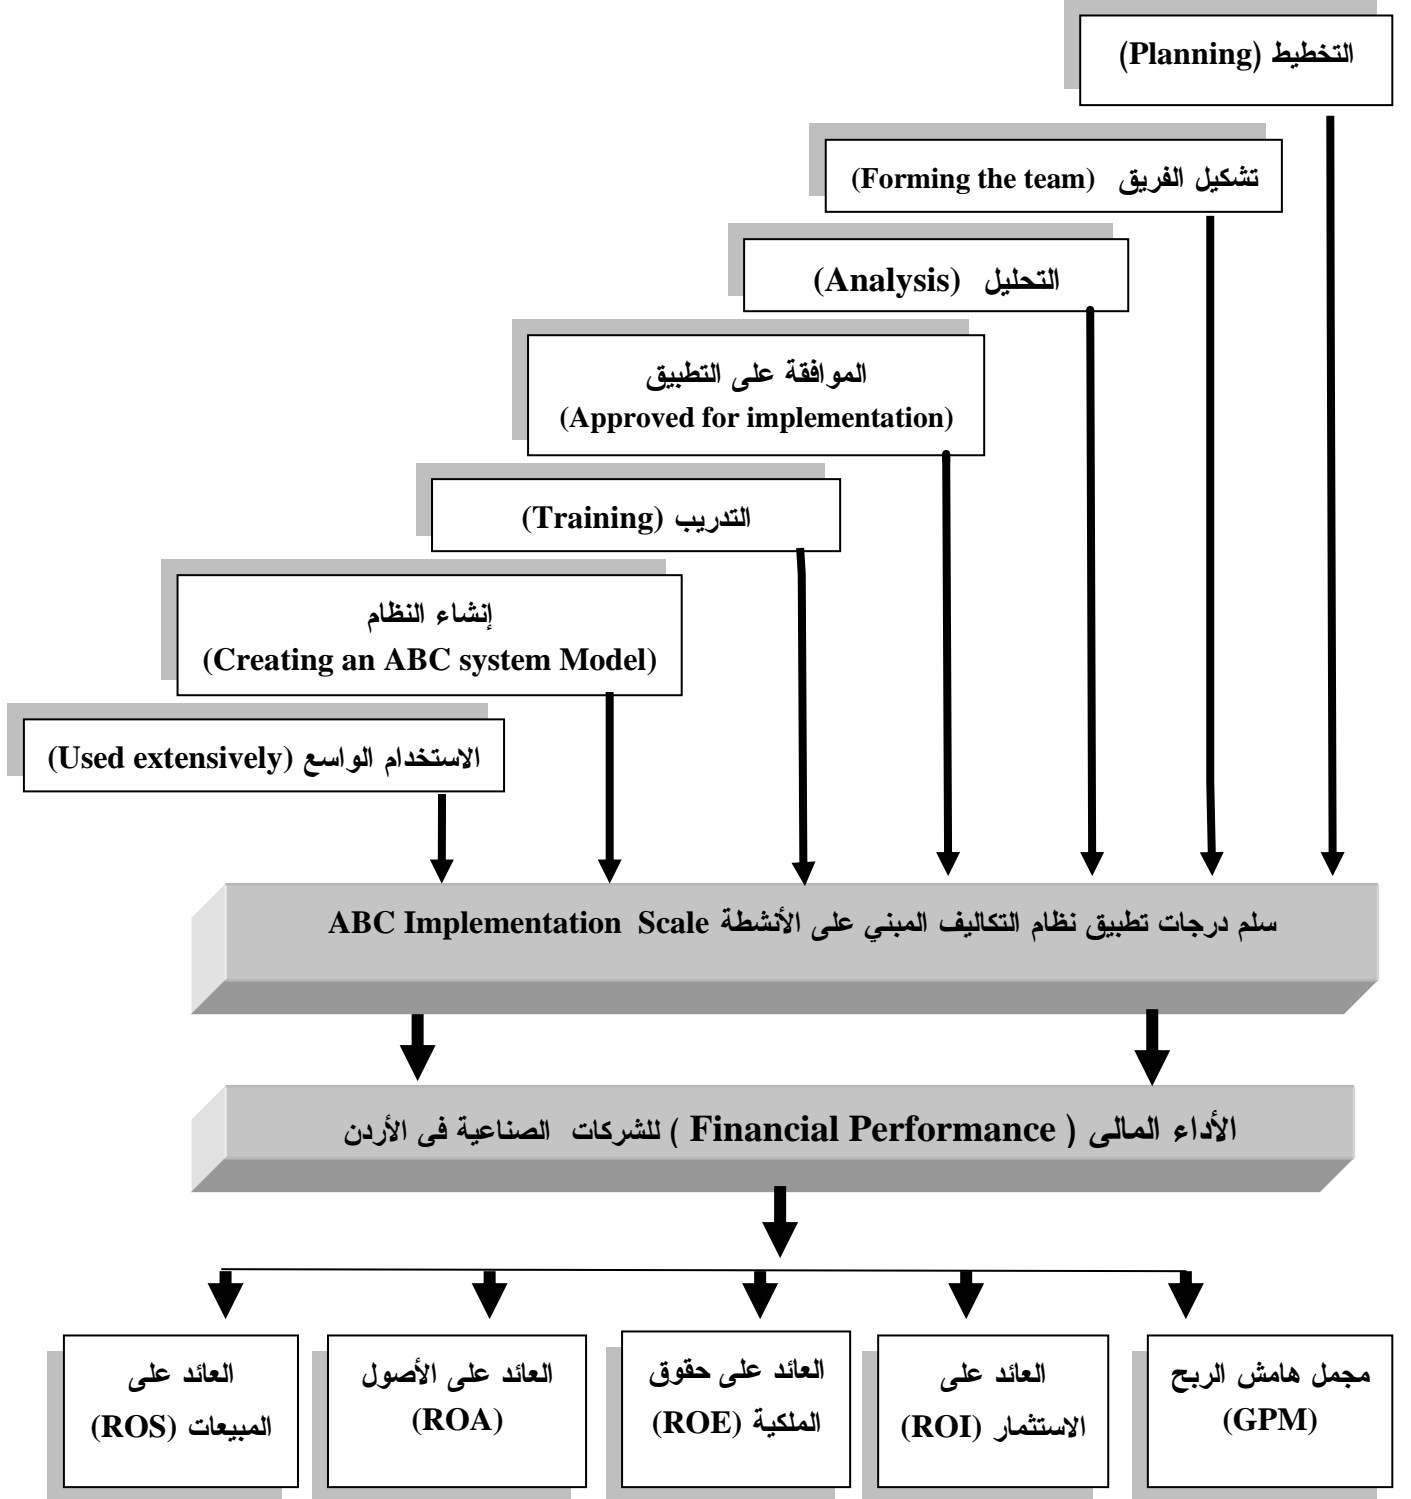 التخطيط (Planning)
تشكيل الفريق (Forming the team)
التحليل (Analysis)
الموافقة على التطبيق
(Approved for implementation)
التدريب (Training)
إنشاء النظام
(Creating an ABC system Model)
الاستخدام الواسع (Used extensively)
سلم درجات تطبيق نظام التكاليف المبني على الأنشطة ABC Implementation Scale
الأداء المالى ( Financial Performance ) للشركات الصناعية فى الأردن
مجمل هامش الربح
(GPM)
العائد على
الاستثمار (ROI)
العائد على حقوق
الملكية (ROE)
العائد على الأصول
(ROA)
العائد على
المبيعات (ROS)